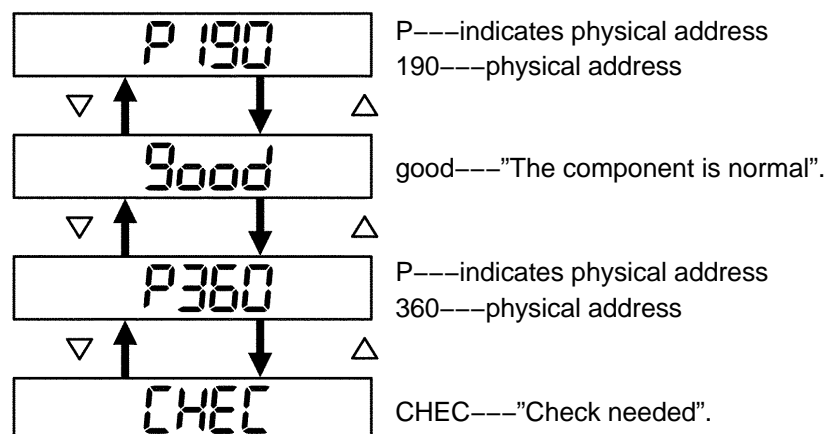 P190
P−−−indicates physical address
190−−−physical address
▽ △
good
good−−−”The component is normal”.
▽ △
P360
P−−−indicates physical address
360−−−physical address
▽ △
CHEC
CHEC−−−”Check needed”.